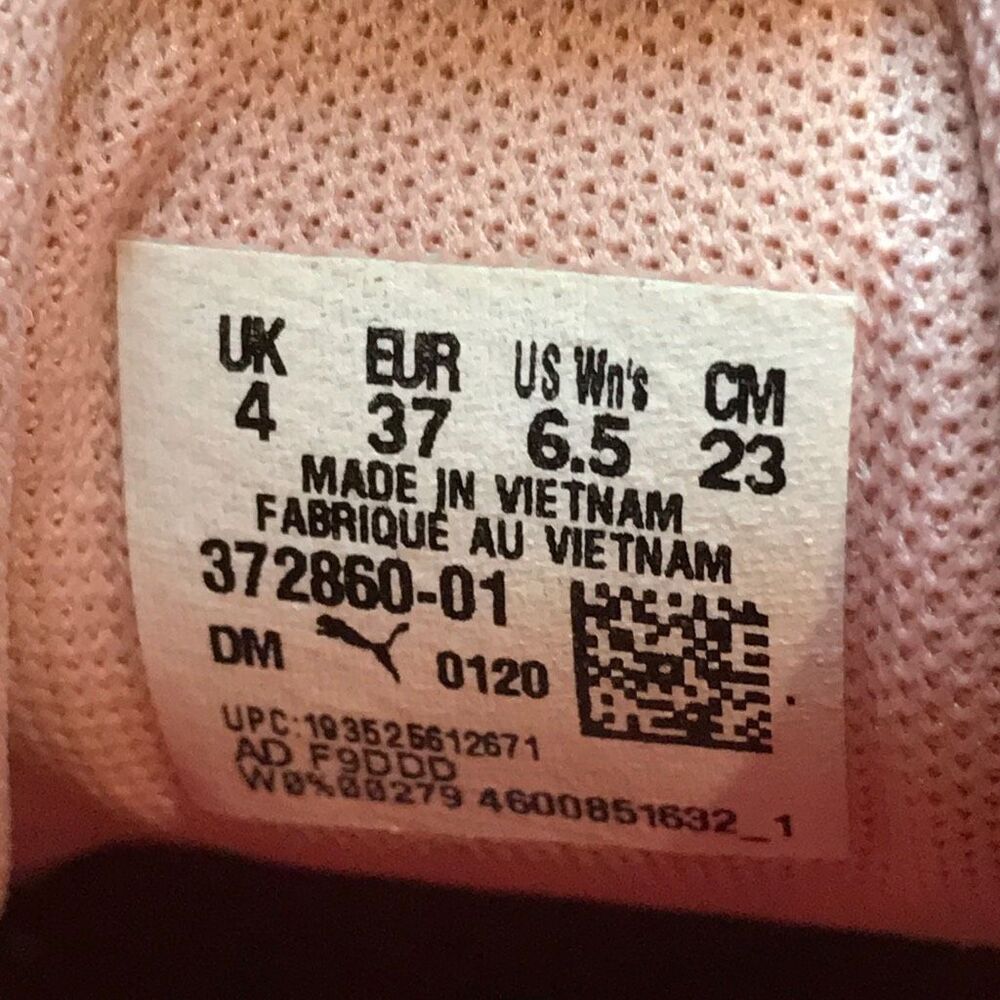 UK EUR US Wn's CM
4 37 6.5 23
MADE IN VIETNAM
FABRIQUÉ AU VIETNAM
372860-01
DM 0120
UPC:193525612671
AD F9DDD
4600851632_1